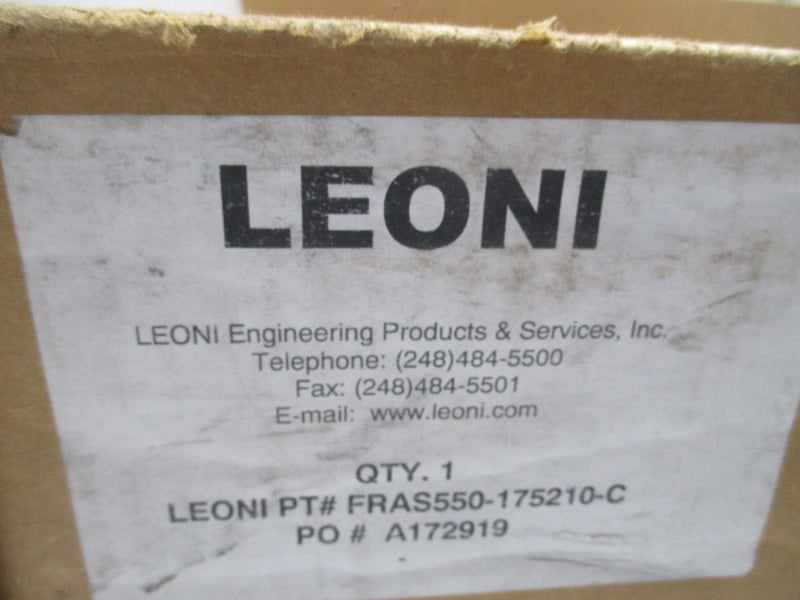 LEONI
LEONI Engineering Products & Services, Inc.
Telephone: (248)484-5500
Fax: (248)484-5501
E-mail: www.leoni.com
QTY. 1
LEONI PT# FRAS550-175210-C
PO # A172919